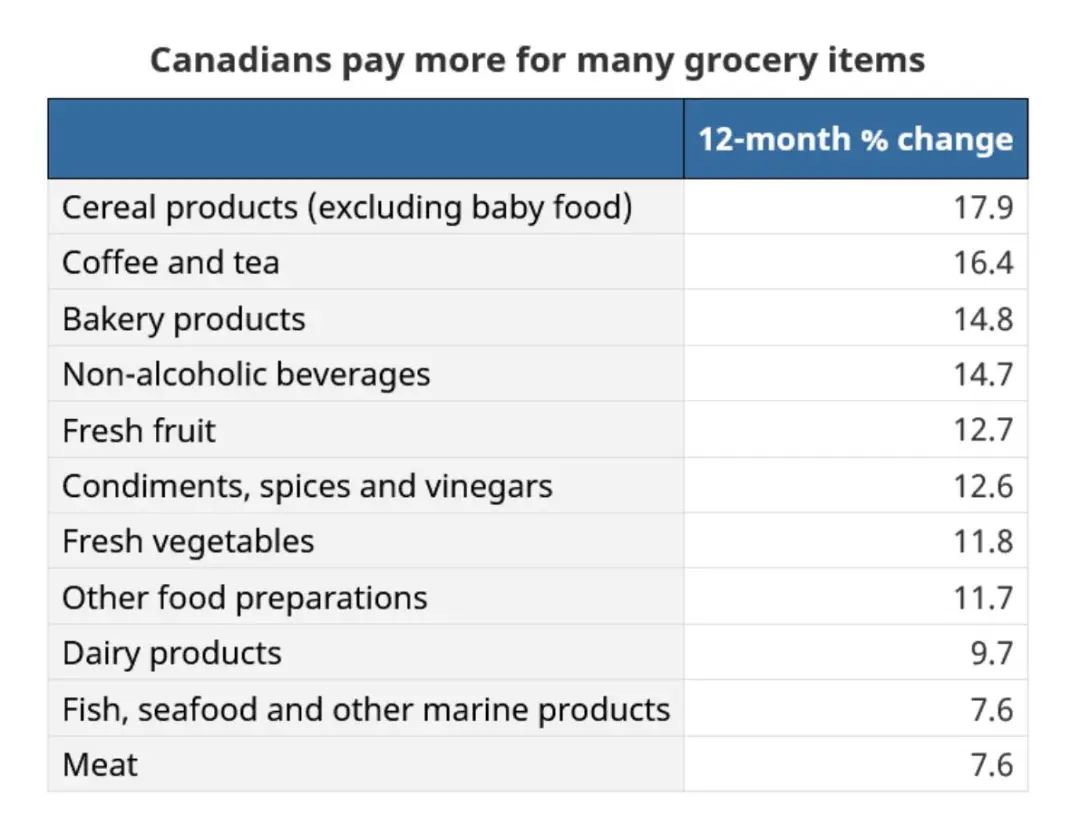 Canadians pay more for many grocery items
12-month % change
Cereal products (excluding baby food) 17.9
Coffee and tea 16.4
Bakery products 14.8
Non-alcoholic beverages 14.7
Fresh fruit 12.7
Condiments, spices and vinegars 12.6
Fresh vegetables 11.8
Other food preparations 11.7
Dairy products 9.7
Fish, seafood and other marine products 7.6
Meat 7.6